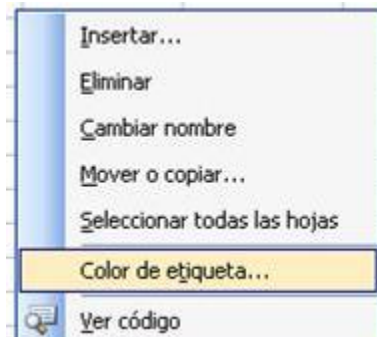 Insertar...
Eliminar
Cambiar nombre
Mover o copiar...
Seleccionar todas las hojas
Color de etiqueta...
Ver código